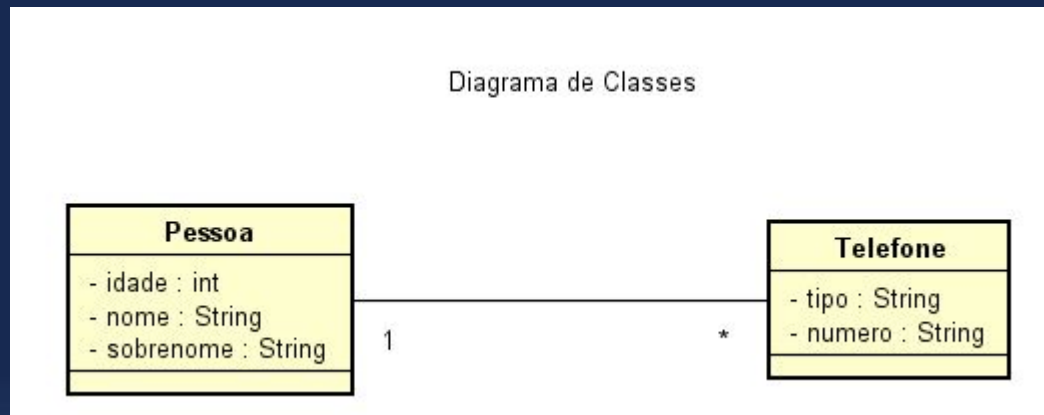 Diagrama de Classes
Pessoa
- idade : int
- nome : String
- sobrenome : String
1
*
Telefone
- tipo : String
- numero : String